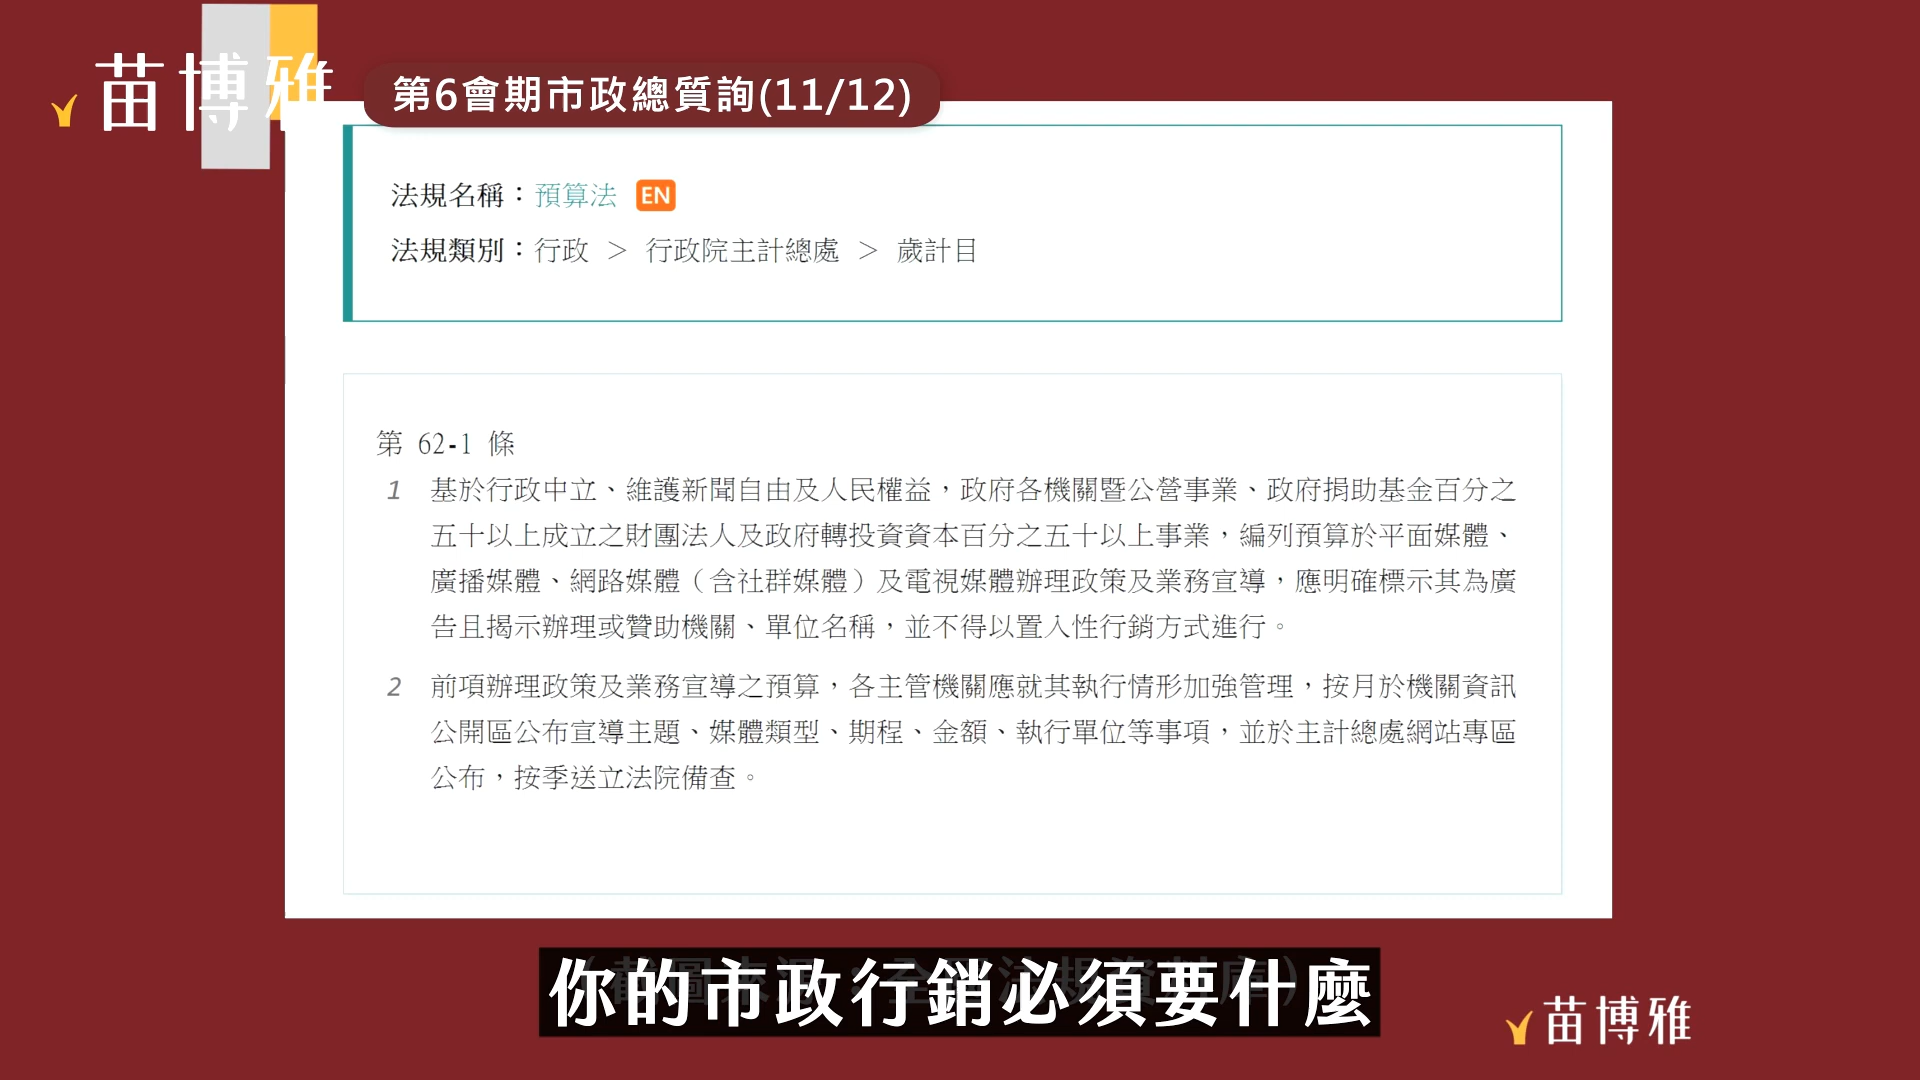 苗博雅
第6會期市政總質詢(11/12)
法規名稱：預算法 EN
法規類別：行政 > 行政院主計總處 > 歲計目
第 62-1 條
1 基於行政中立、維護新聞自由及人民權益，政府各機關暨公營事業、政府捐助基金百分之
五十以上成立之財團法人及政府轉投資資本百分之五十以上事業，編列預算於平面媒體、
廣播媒體、網路媒體（含社群媒體）及電視媒體辦理政策及業務宣導，應明確標示其為廣
告且揭示辦理或贊助機關、單位名稱，並不得以置入性行銷方式進行。
2 前項辦理政策及業務宣導之預算，各主管機關應就其執行情形加強管理，按月於機關資訊
公開區公布宣導主題、媒體類型、期程、金額、執行單位等事項，並於主計總處網站專區
公布，按季送立法院備查。
你的市政行銷必須要什麼
苗博雅